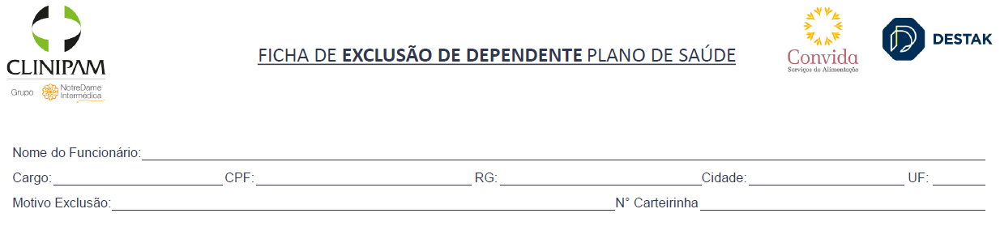 CLINIPAM
Grupo NotreDame
Intermédica
FICHA DE EXCLUSÃO DE DEPENDENTE PLANO DE SAÚDE
Convida
Serviços de Alimentação
DESTAK
Nome do Funcionário:
Cargo: CPF: RG: Cidade: UF:
Motivo Exclusão: N° Carteirinha